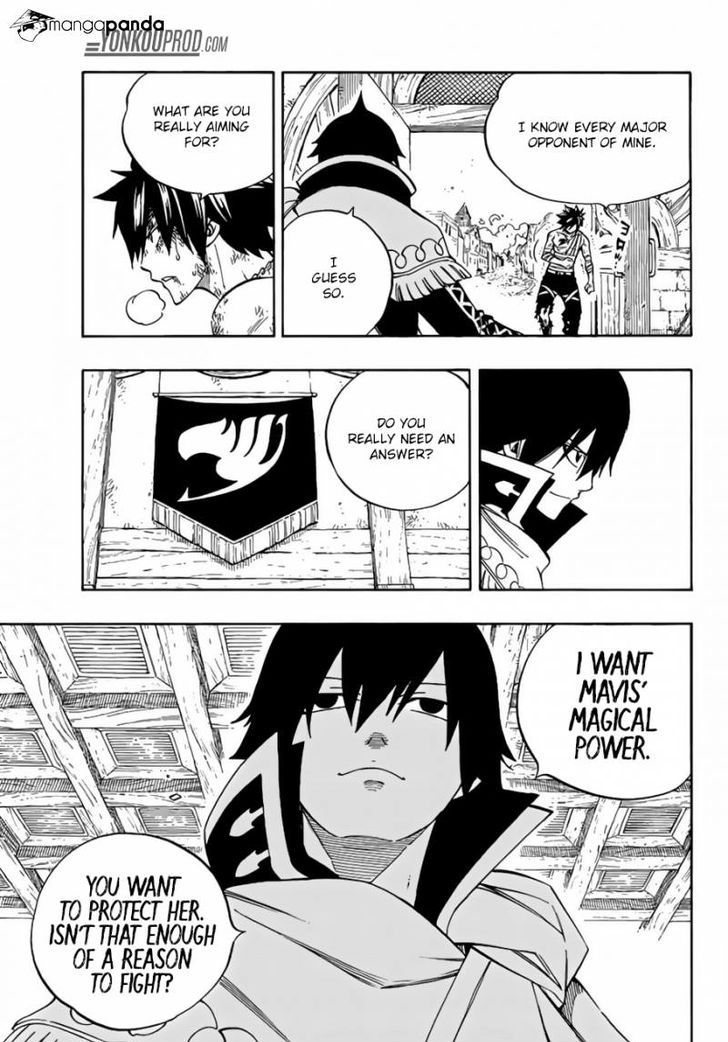 mangapanda
=YONKOUPROD.COM
I KNOW EVERY MAJOR
OPPONENT OF MINE.
I
GUESS
SO.
WHAT ARE YOU
REALLY AIMING
FOR?
DO YOU
REALLY NEED AN
ANSWER?
I WANT
MAVIS'
MAGICAL
POWER.
YOU WANT
TO PROTECT HER.
ISN'T THAT ENOUGH
OF A REASON
TO FIGHT?